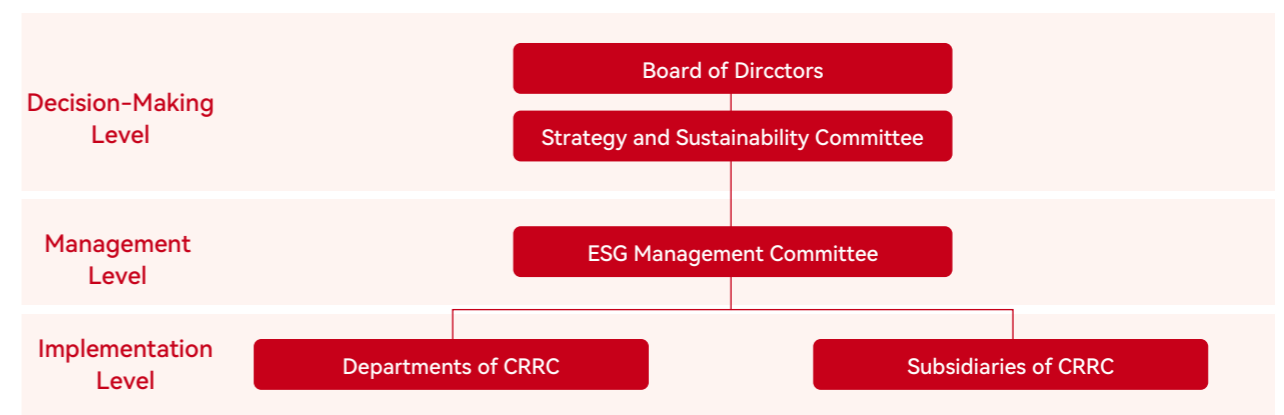 Decision-Making
Level
Board of Dircctors
Strategy and Sustainability Committee
Management
Level
ESG Management Committee
Implementation
Level
Departments of CRRC
Subsidiaries of CRRC